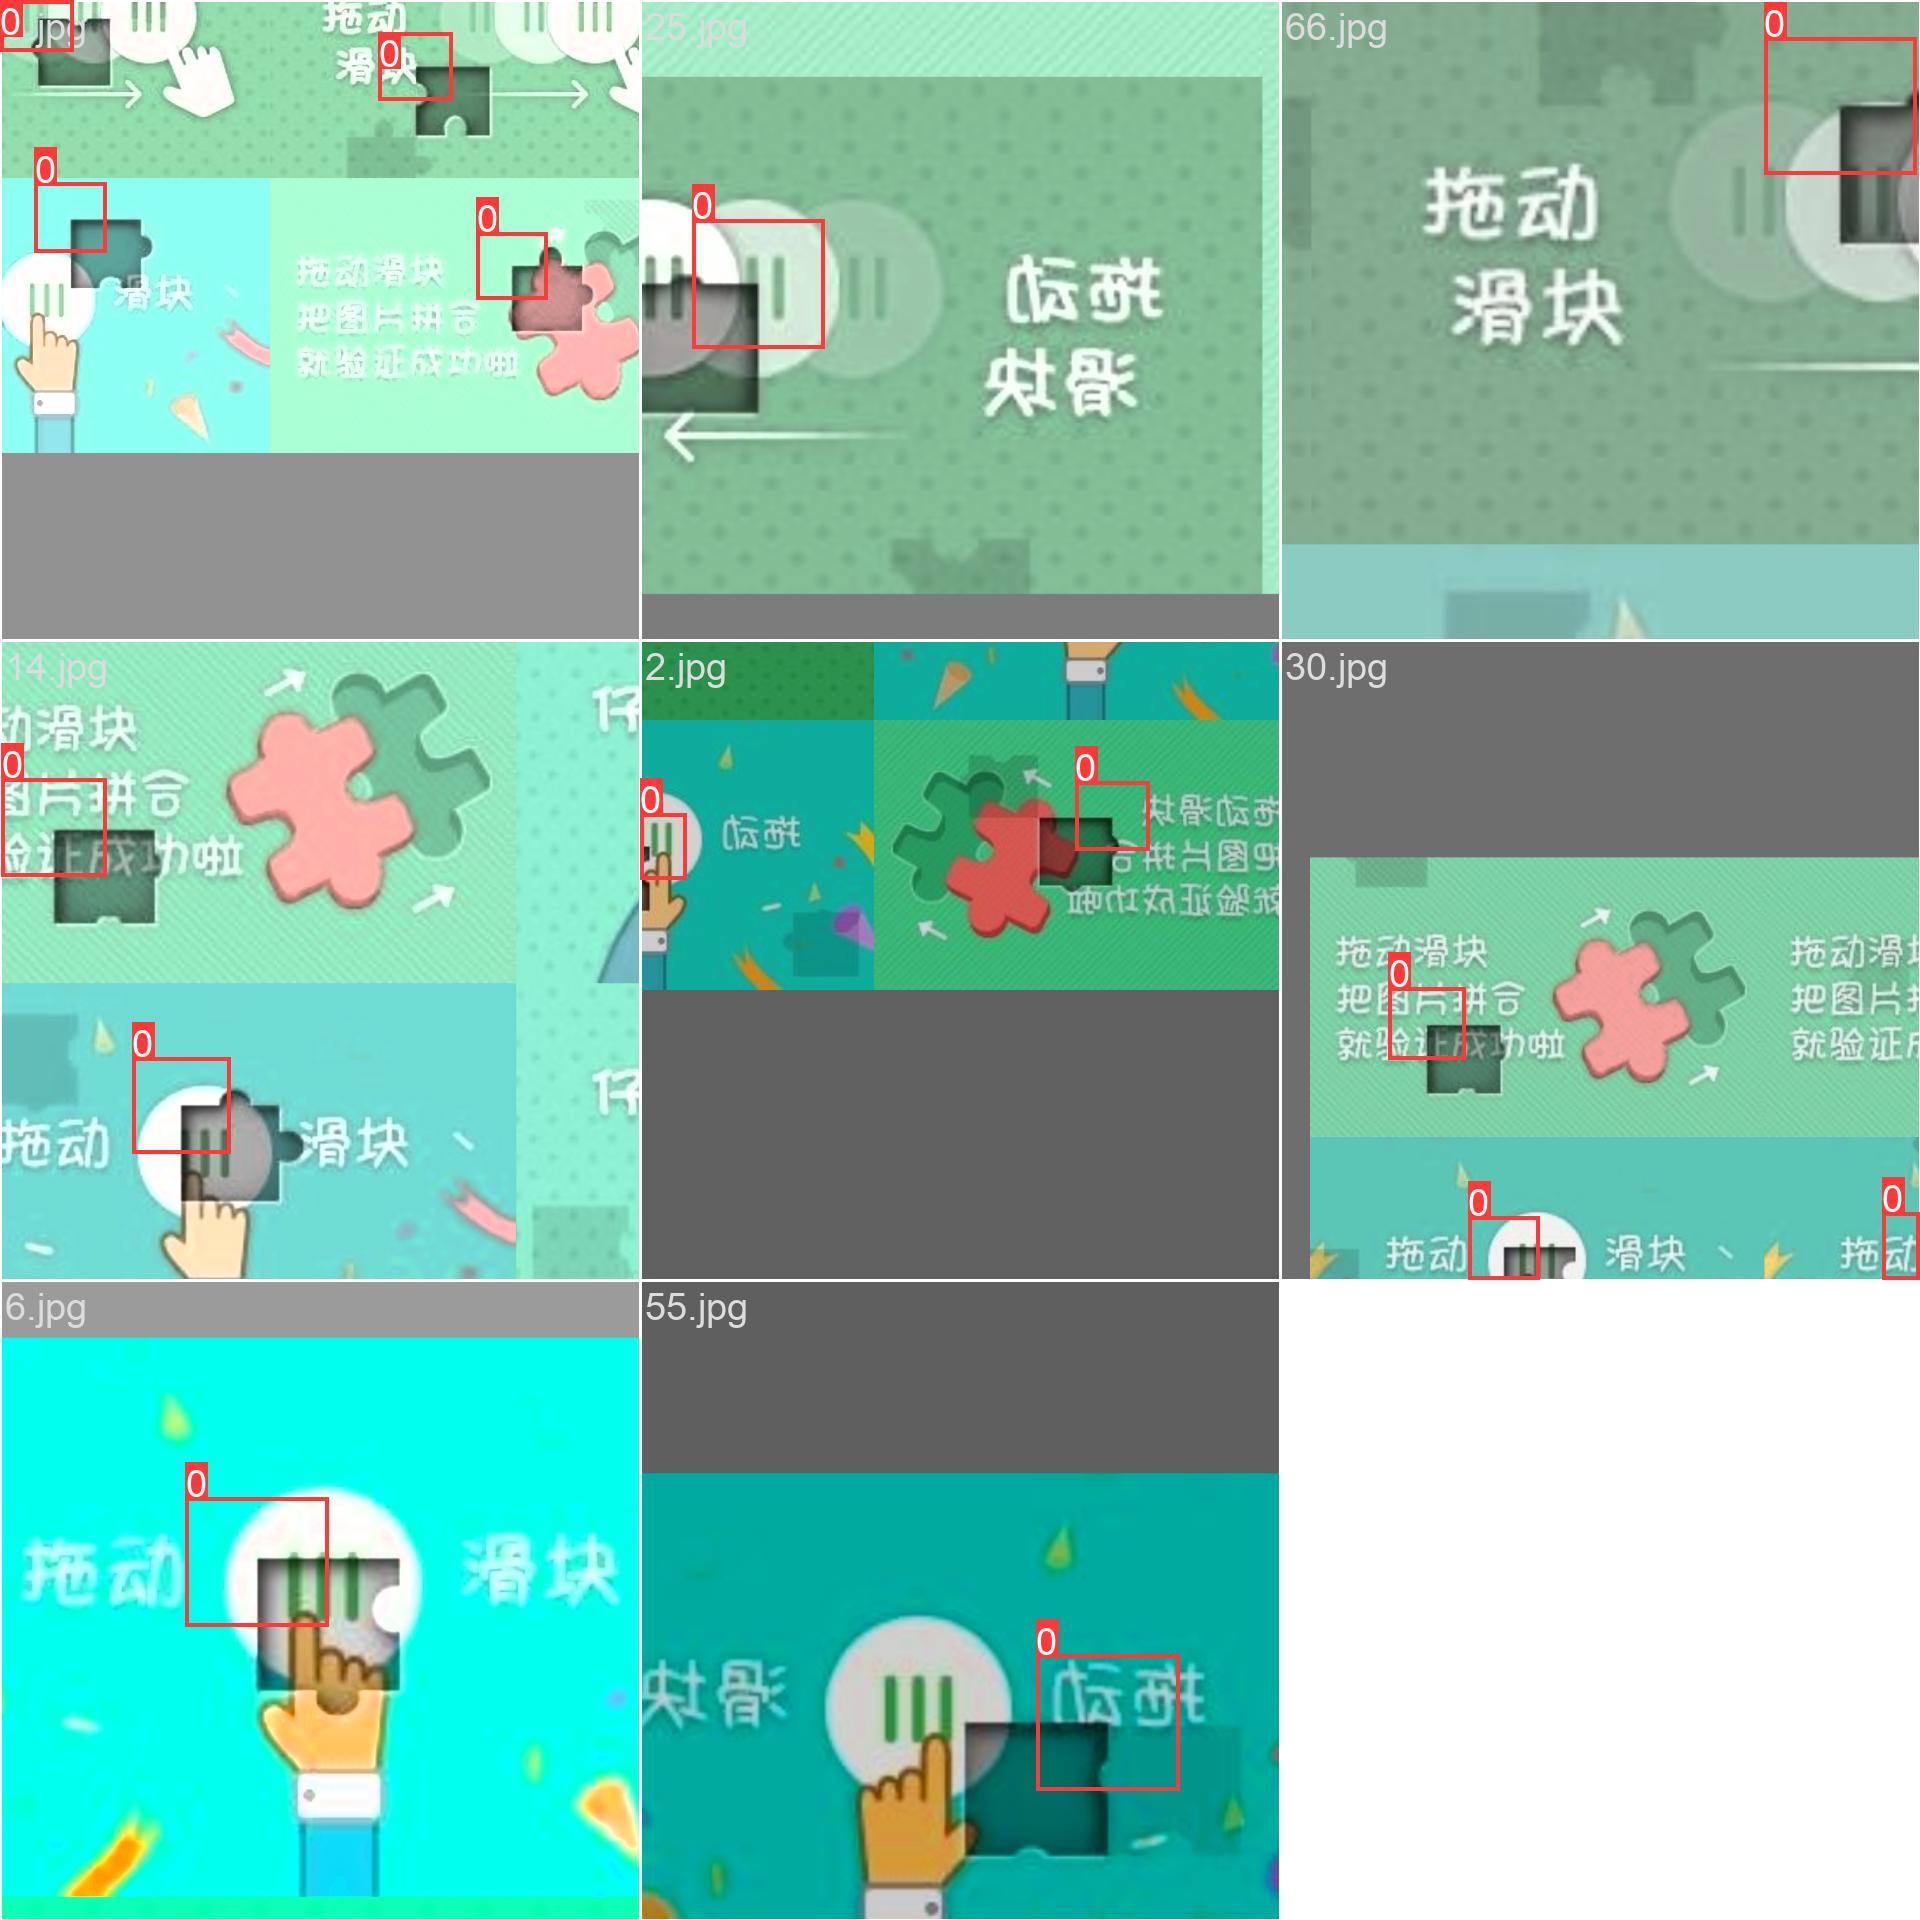 jpg
拖动
滑块
0
0
0
0
滑块
拖动滑块
把图片拼合
就验证成功啦
25.jpg
0
拖动
滑块
66.jpg
0
拖动
滑块
14.jpg
动滑块
0
图片拼合
验证成功啦
仔
0
拖动
滑块
仔
2.jpg
0
0
拖动
拖动滑块
把图片拼合
就验证成功啦
30.jpg
拖动滑块
拖动滑
0
把图片拼合
把图片
就验证成功啦
就验证
0
0
拖动
滑块
拖动
6.jpg
0
拖动
滑块
55.jpg
0
滑块
拖动